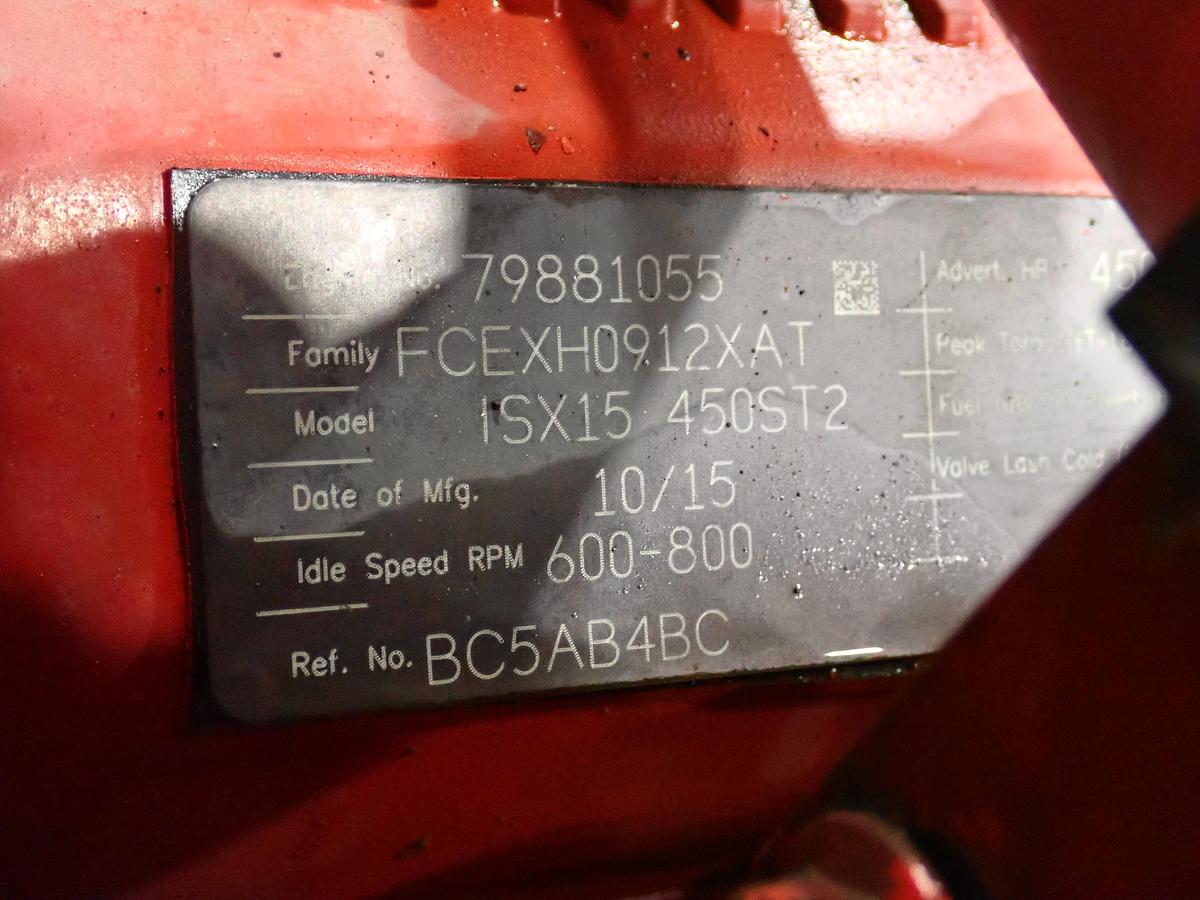 79881055
Family FCEXH0912XAT
Model ISX15 450ST2
Date of Mfg. 10/15
Idle Speed RPM 600-800
Ref. No. BC5AB4BC
Advert. HP 450
Peak
Fuel
Valve Lash Cold